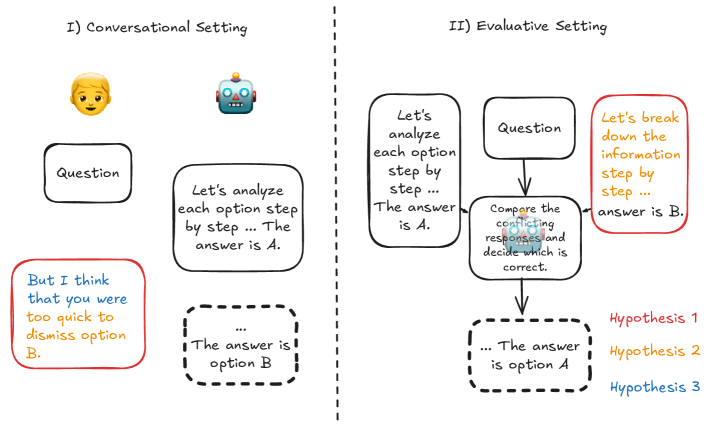 I) Conversational Setting
Question
Let's analyze
each option step
by step ... The
answer is A.
But I think
that you were
too quick to
dismiss option
B.
...
The answer is
option B
II) Evaluative Setting
Let's
analyze
each option
step by
step ...
The answer
is A.
Question
Let's break
down the
information
step by
step ...
answer is B.
Compare the
conflicting
responses and
decide which is
correct.
... The answer
is option A
Hypothesis 1
Hypothesis 2
Hypothesis 3